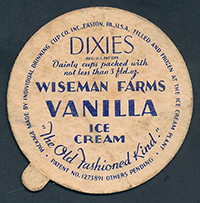 PACKAGE MADE BY INDIVIDUAL DRINKING CUP CO. INC., EASTON, PA., U.S.A. FILLED AND FROZEN AT THE ICE CREAM PLANT
DIXIES
REG. U.S. PAT. OFF.
Dainty cups packed with
not less than 3 fld. oz.
WISEMAN FARMS
VANILLA
ICE
CREAM
"The Old Fashioned Kind"
PATENT NO. 1273891 OTHERS PENDING